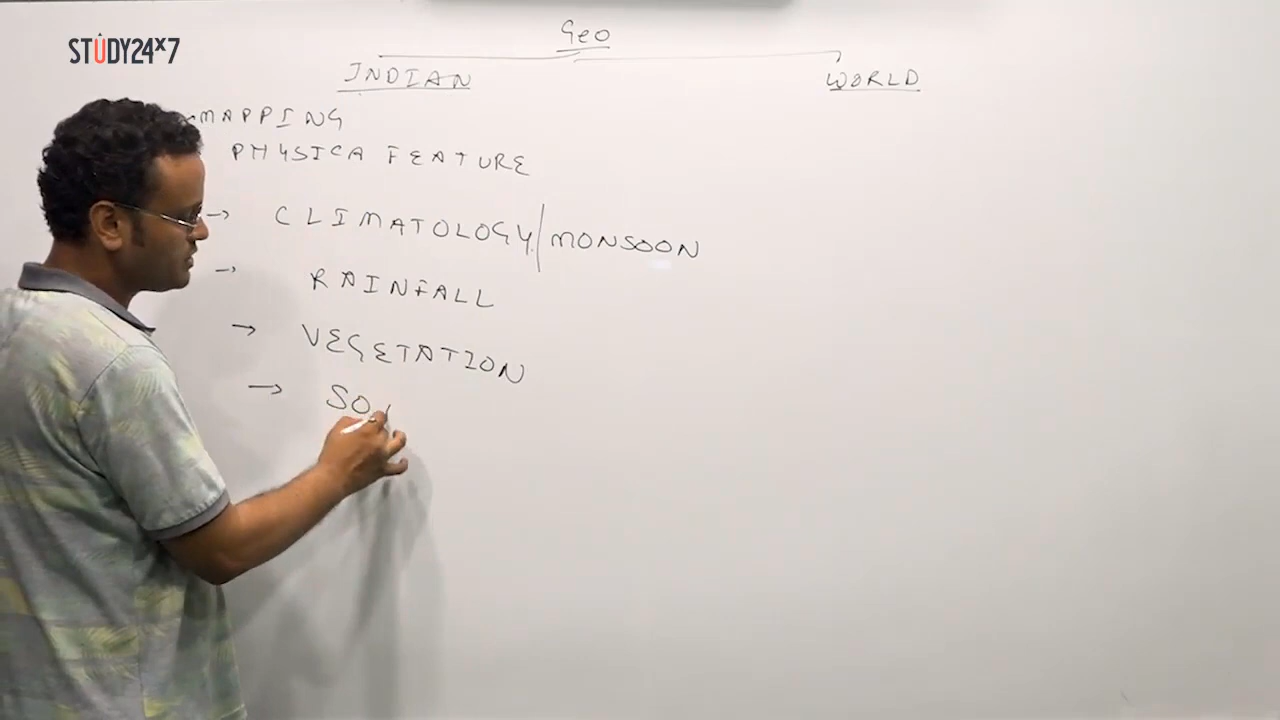 STUDY24x7
Geo
INDIAN WORLD
MAPPING
PHYSICA FEATURE
→ CLIMATOLOGY/MONSOON
→ RAINFALL
→ VEGETATION
→ SO